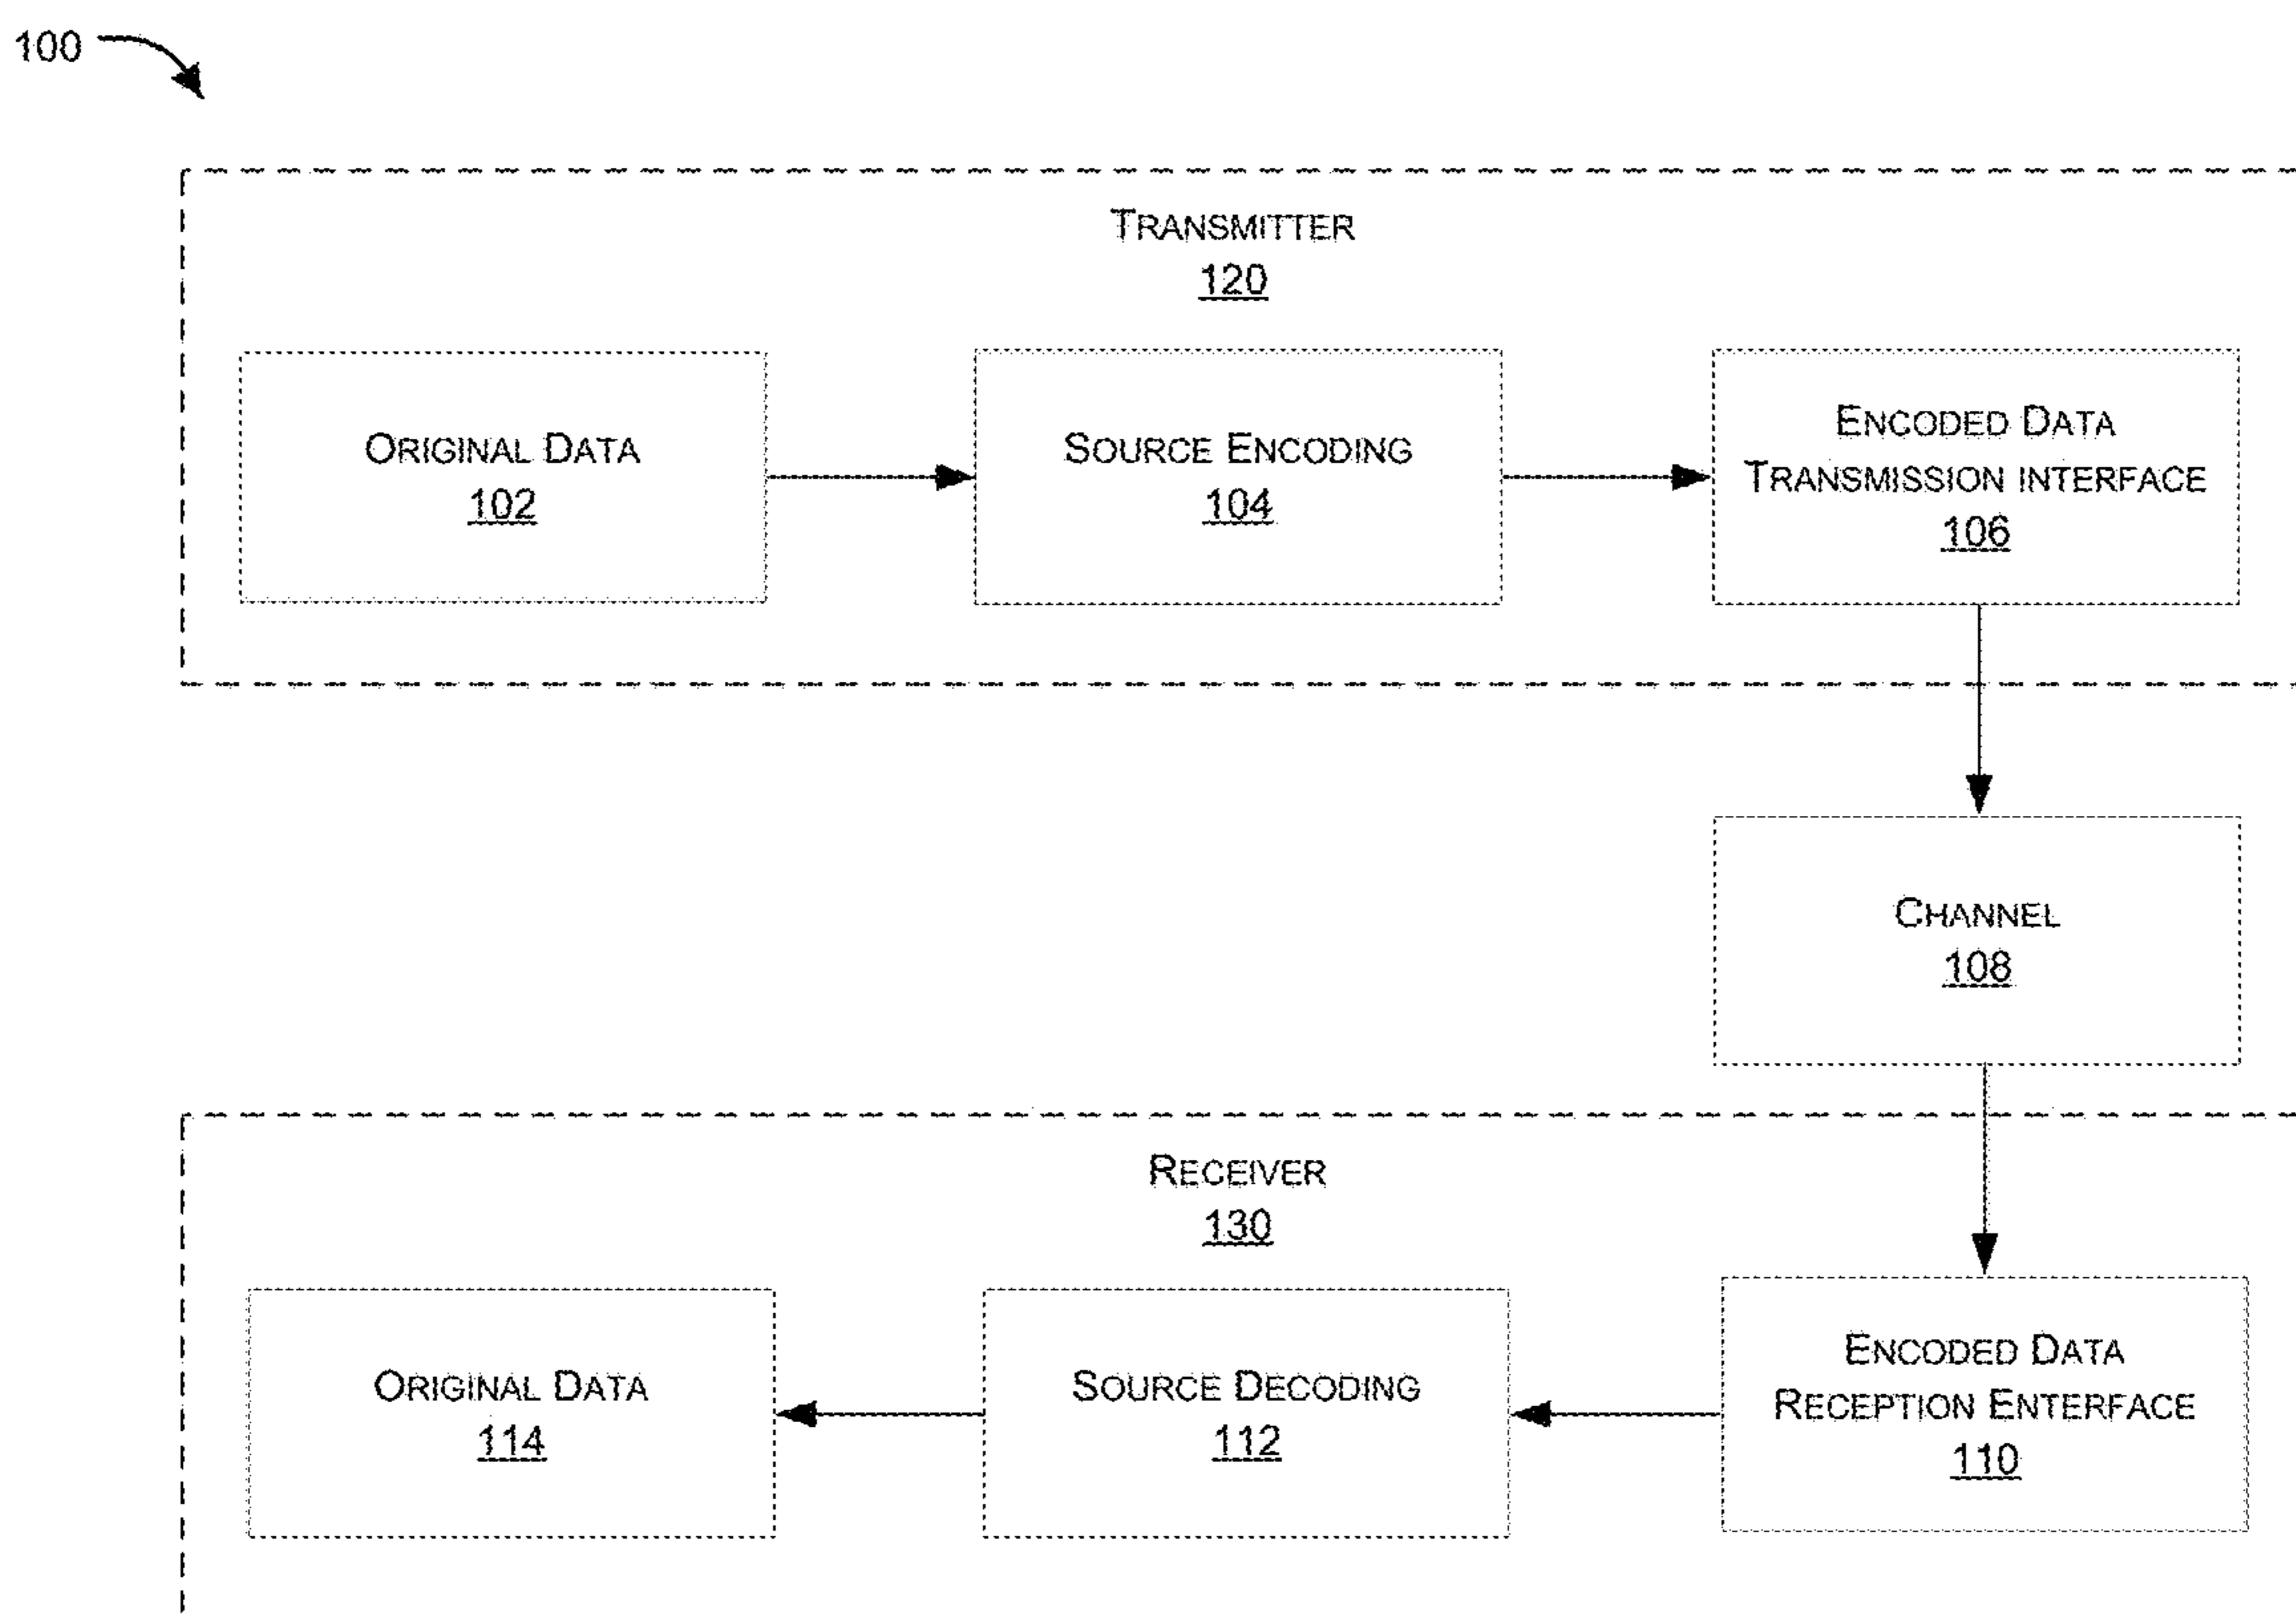 100
TRANSMITTER
120
ORIGINAL DATA
102
SOURCE ENCODING
104
ENCODED DATA
TRANSMISSION INTERFACE
106
CHANNEL
108
RECEIVER
130
ORIGINAL DATA
114
SOURCE DECODING
112
ENCODED DATA
RECEPTION ENTERFACE
110